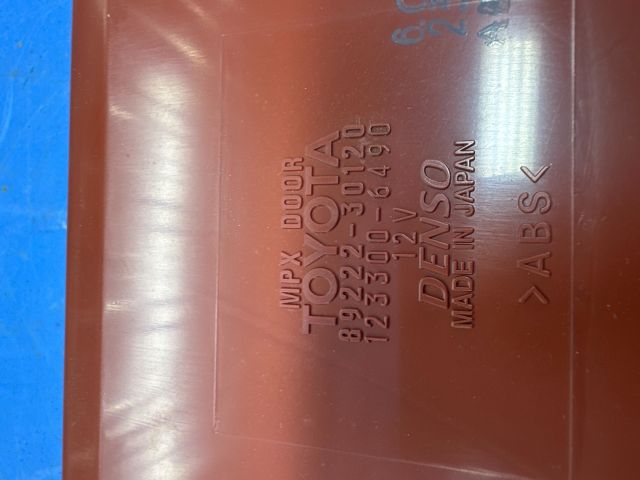 MPX DOOR
TOYOTA
89222-30120
123300-6490
12V
DENSO
MADE IN JAPAN
>ABS<